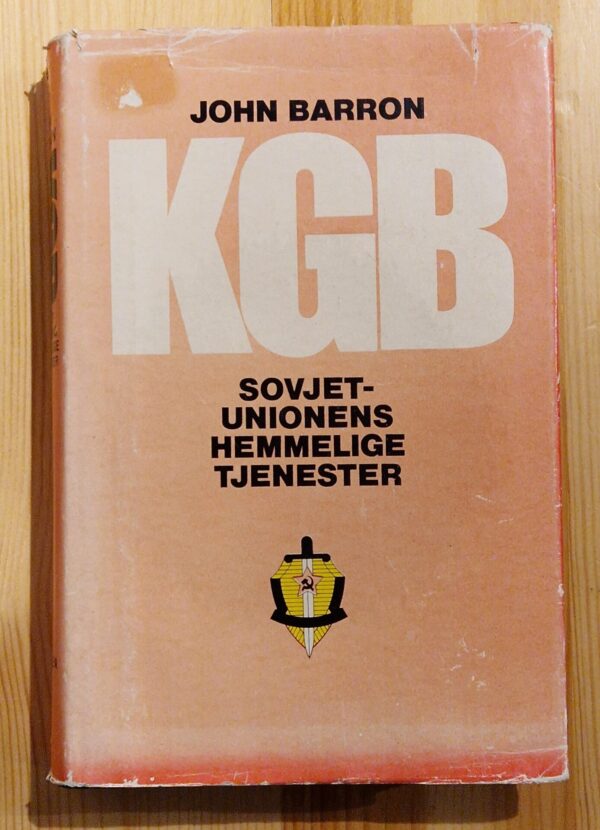 JOHN BARRON
KGB
SOVJET-
UNIONENS
HEMMELIGE
TJENESTER